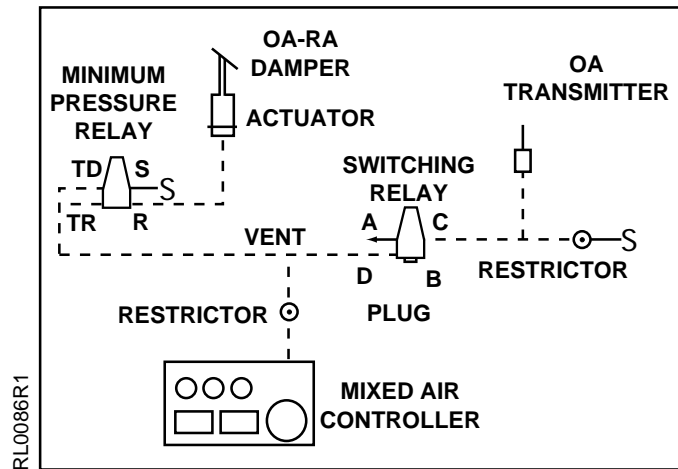 OA-RA
DAMPER
MINIMUM
PRESSURE
RELAY
ACTUATOR
OA
TRANSMITTER
TD S
S
TR R
SWITCHING
RELAY
A C
S
VENT
D B
RESTRICTOR
PLUG
RESTRICTOR
MIXED AIR
CONTROLLER
RL0086R1